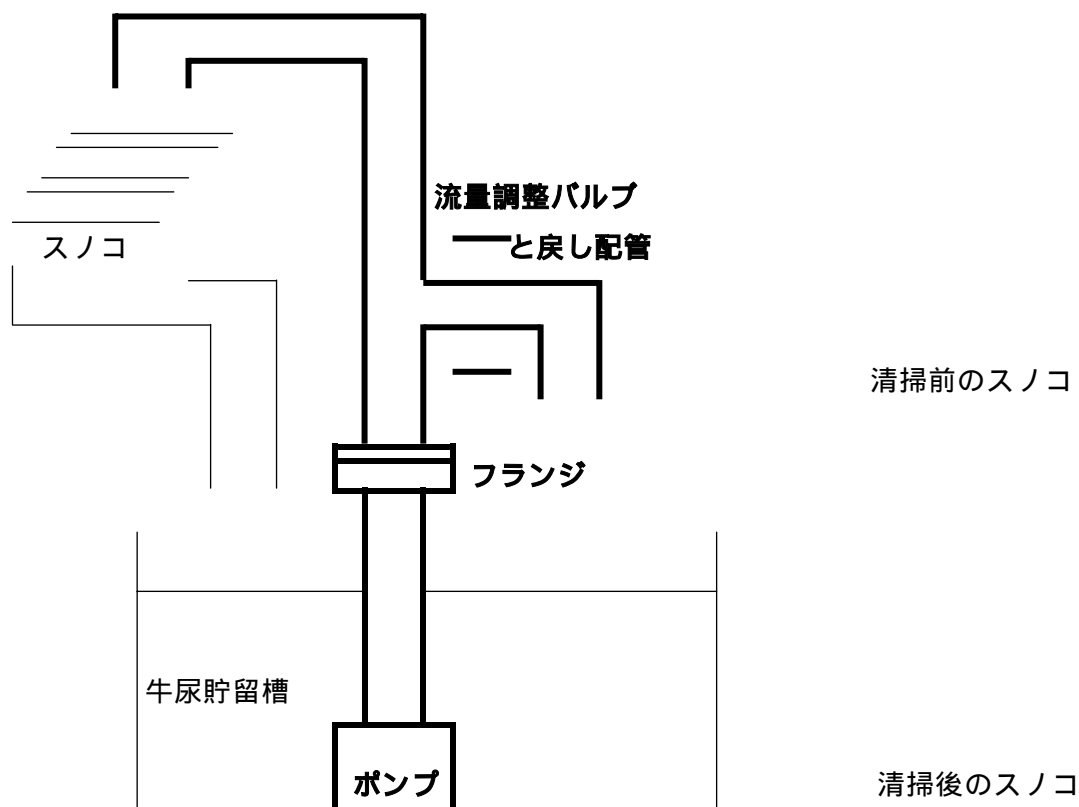 流量調整バルブ
と戻し配管
スノコ
清掃前のスノコ
フランジ
牛尿貯留槽
ポンプ
清掃後のスノコ